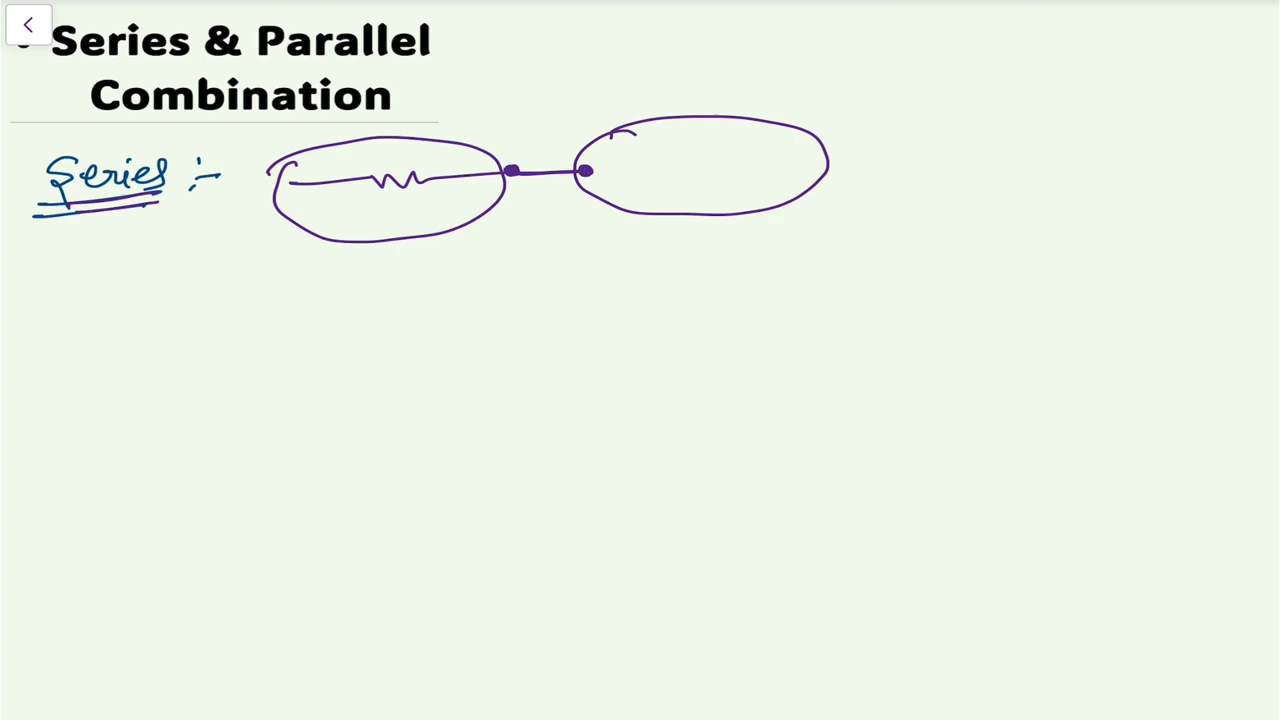 • Series & Parallel
Combination
Series :-